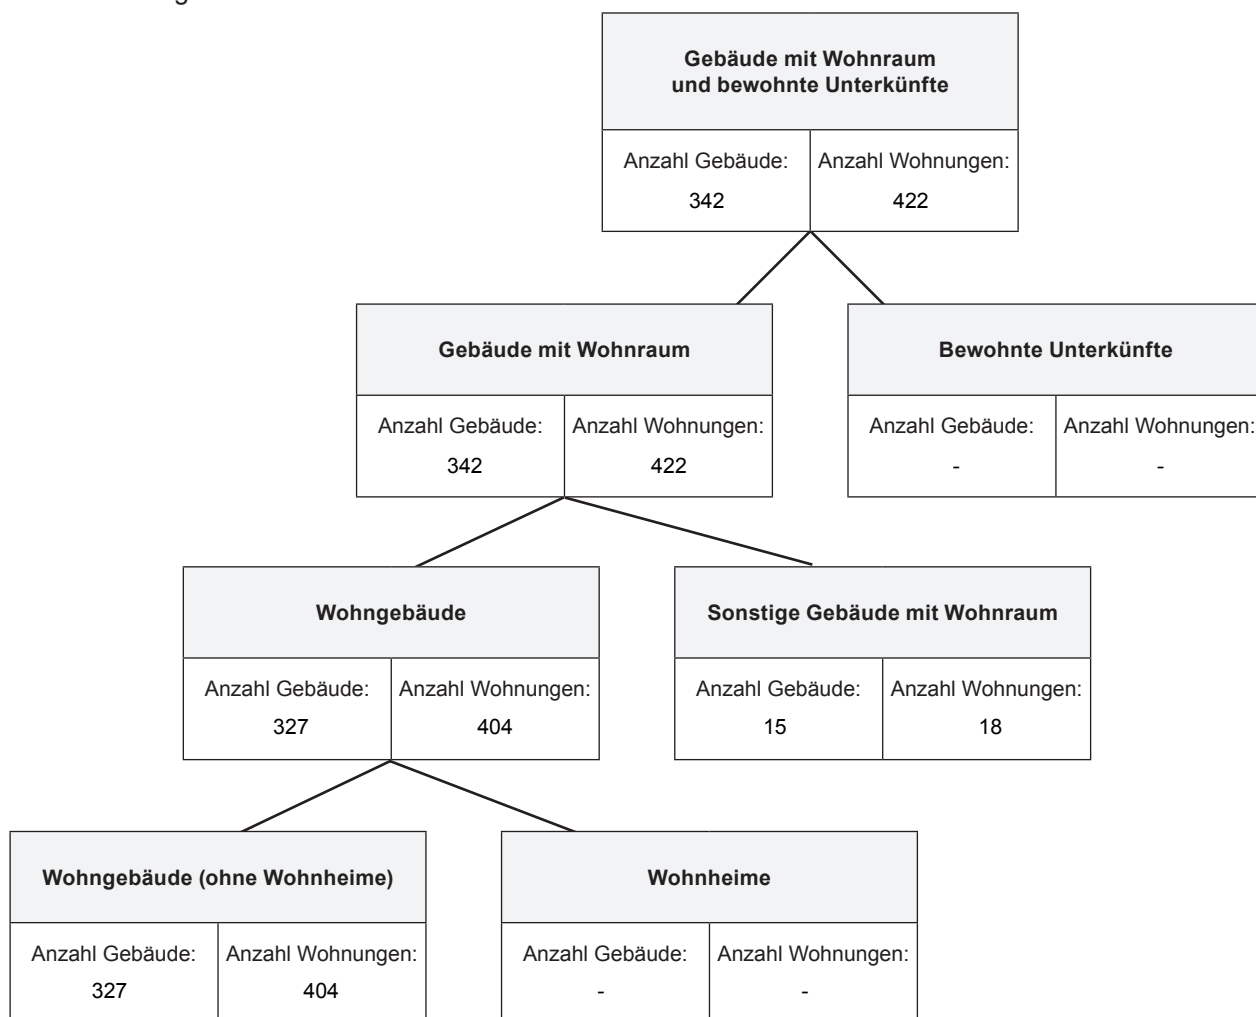 Gebäude mit Wohnraum
und bewohnte Unterkünfte
Anzahl Gebäude: Anzahl Wohnungen:
342 422
Gebäude mit Wohnraum
Anzahl Gebäude: Anzahl Wohnungen:
342 422
Bewohnte Unterkünfte
Anzahl Gebäude: Anzahl Wohnungen:
- -
Wohngebäude
Anzahl Gebäude: Anzahl Wohnungen:
327 404
Sonstige Gebäude mit Wohnraum
Anzahl Gebäude: Anzahl Wohnungen:
15 18
Wohngebäude (ohne Wohnheime)
Anzahl Gebäude: Anzahl Wohnungen:
327 404
Wohnheime
Anzahl Gebäude: Anzahl Wohnungen:
- -